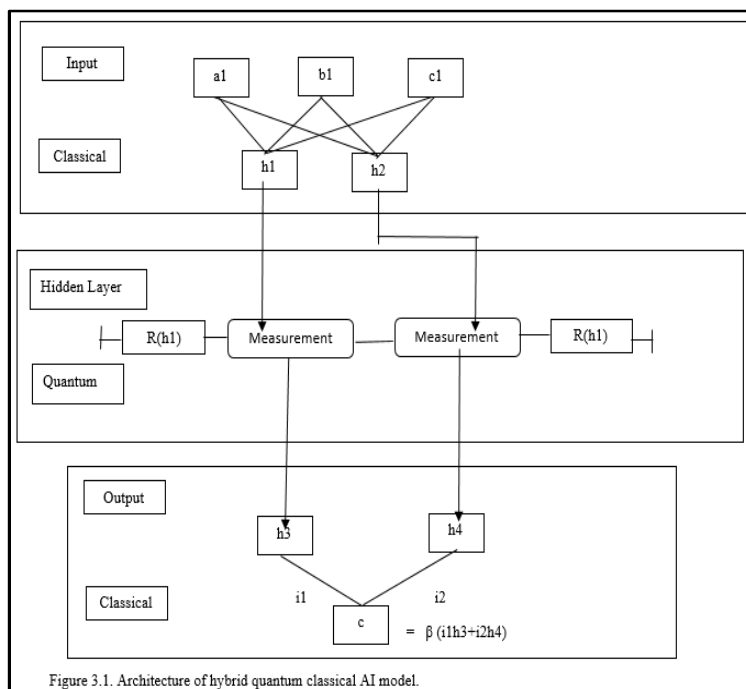 Input
a1
b1
c1
Classical
h1
h2
Hidden Layer
R(h1)
Measurement
Measurement
R(h1)
Quantum
Output
h3
h4
Classical
i1
i2
c
= β (i1h3+i2h4)
Figure 3.1. Architecture of hybrid quantum classical AI model.